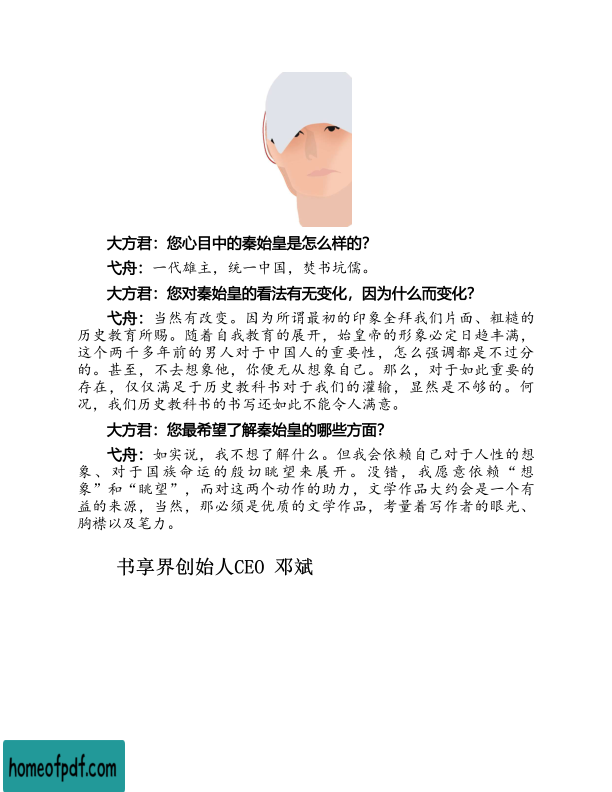 大方君：您心目中的秦始皇是怎么样的？
弋舟：一代雄主，统一中国，焚书坑儒。
大方君：您对秦始皇的看法有无变化，因为什么而变化？
弋舟：当然有改变。因为所谓最初的印象全拜我们片面、粗糙的
历史教育所赐。随着自我教育的展开，始皇帝的形象必定日趋丰满，
这个两千多年前的男人对于中国人的重要性，怎么强调都是不过分
的。甚至，不去想象他，你便无从想象自己。那么，对于如此重要的
存在，仅仅满足于历史教科书对于我们的灌输，显然是不够的。何
况，我们历史教科书的书写还如此不能令人满意。
大方君：您最希望了解秦始皇的哪些方面？
弋舟：如实说，我不想了解什么。但我会依赖自己对于人性的想
象、对于国族命运的殷切眺望来展开。没错，我愿意依赖“想
象”和“眺望”，而对这两个动作的助力，文学作品大约会是一个有
益的来源，当然，那必须是优质的文学作品，考量着写作者的眼光、
胸襟以及笔力。
书享界创始人CEO 邓斌
homeofpdf.com